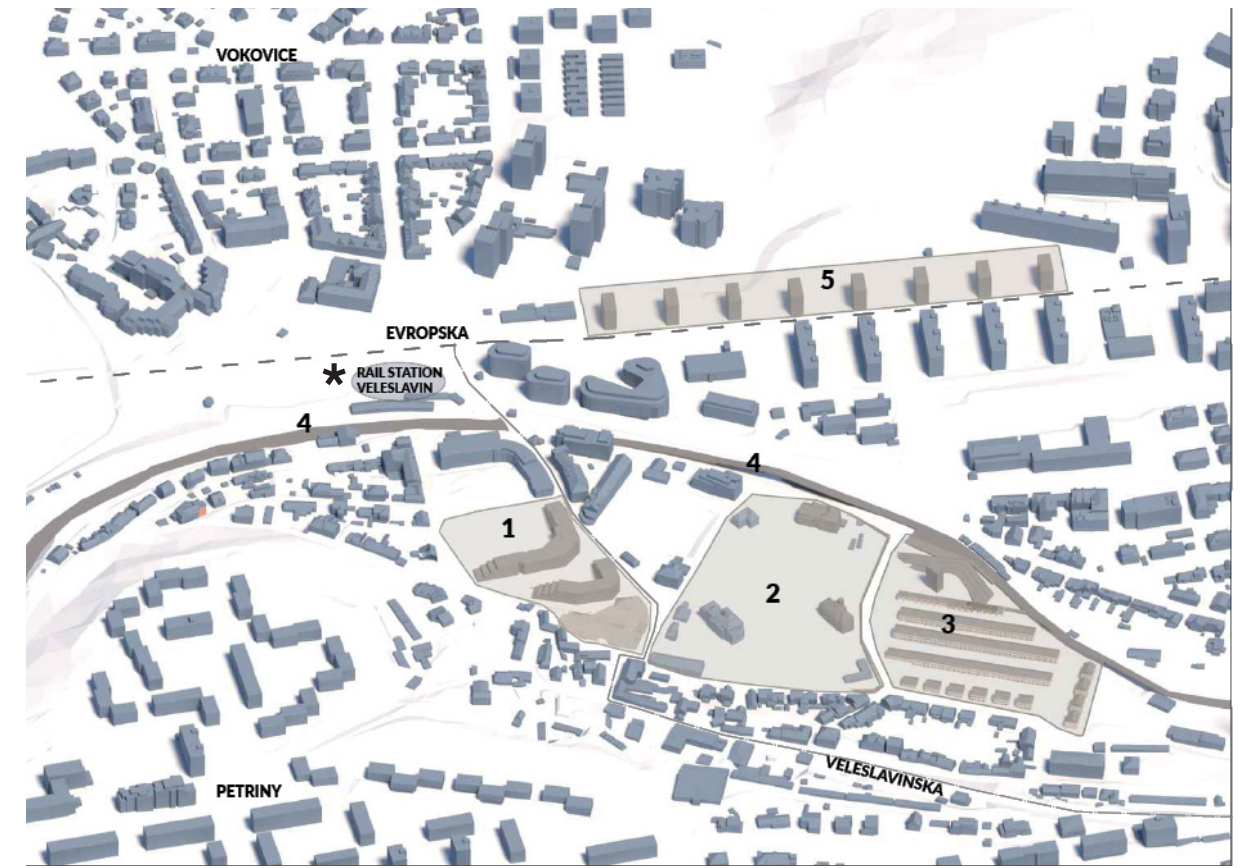 VOKOVICE
5
EVROPSKA
* RAIL STATION
VELESLAVIN
4
4
1
2
3
VELESLAVINSKA
PETRINY